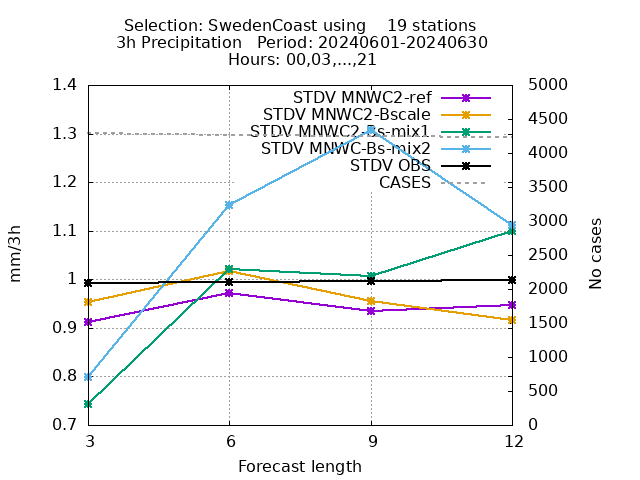 Selection: SwedenCoast using    19 stations
3h Precipitation   Period: 20240601-20240630
Hours: 00,03,...,21
STDV MNWC2-ref
STDV MNWC2-Bscale
STDV MNWC2-Bs-mix1
STDV MNWC-Bs-mix2
STDV OBS
CASES
1.4
1.3
1.2
1.1
1
0.9
0.8
0.7
mm/3h
5000
4500
4000
3500
3000
2500
2000
1500
1000
500
0
No cases
3 6 9 12
Forecast length